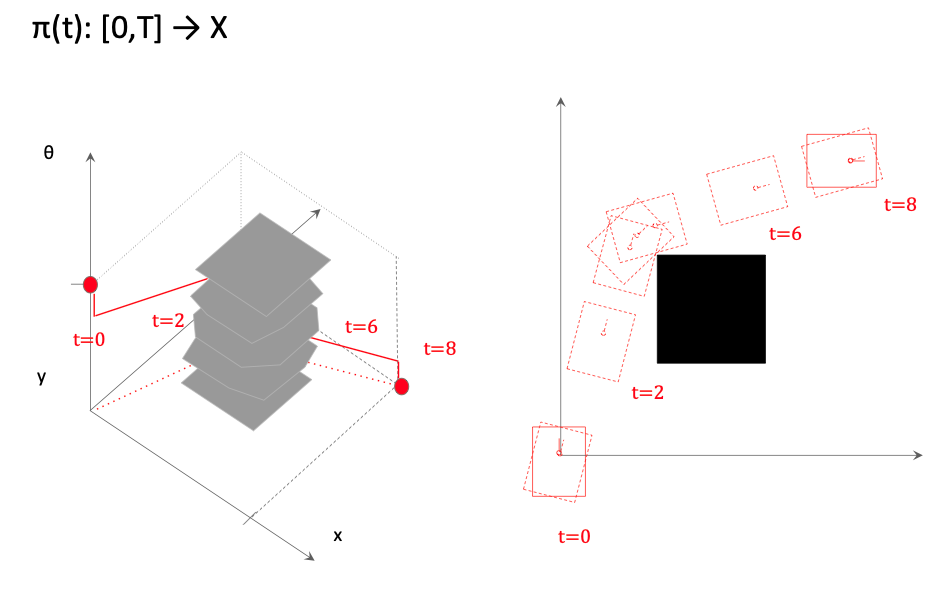 π(t): [0,T] → X
θ
t=0
t=2
t=6
t=8
y
x
t=8
t=6
t=2
t=0